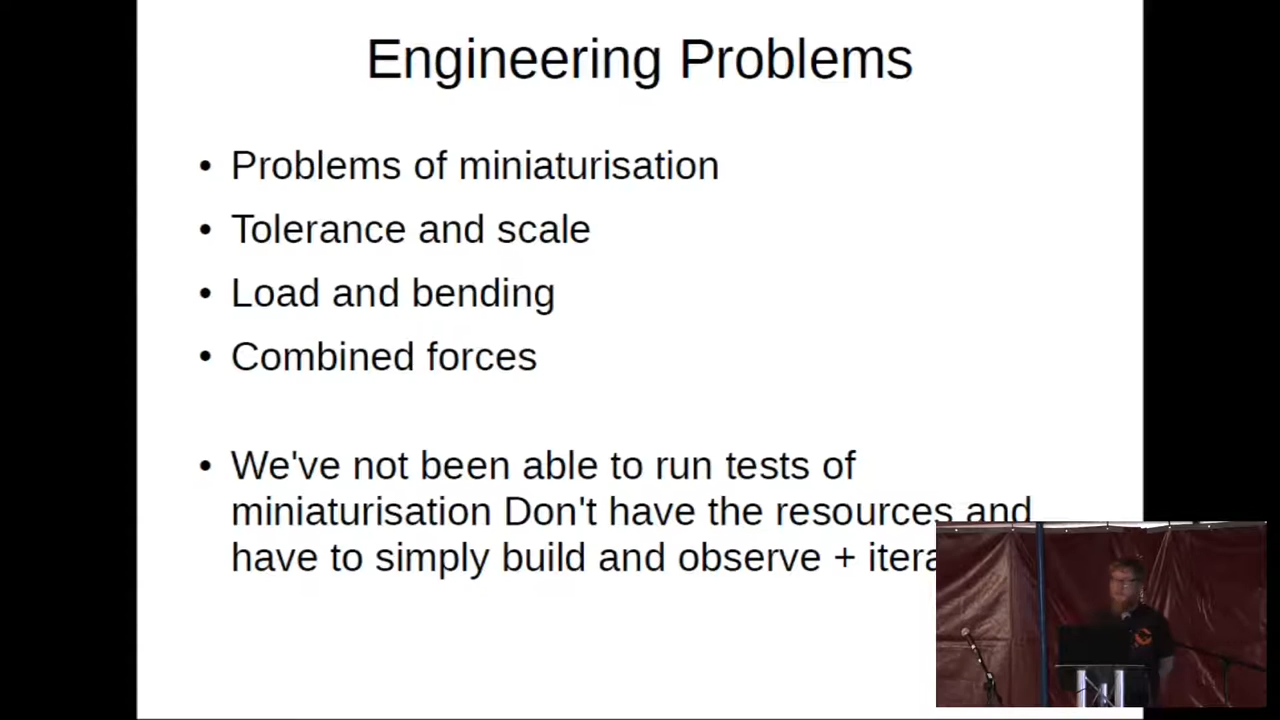 Engineering Problems
• Problems of miniaturisation
• Tolerance and scale
• Load and bending
• Combined forces
• We've not been able to run tests of
miniaturisation Don't have the resources and
have to simply build and observe +